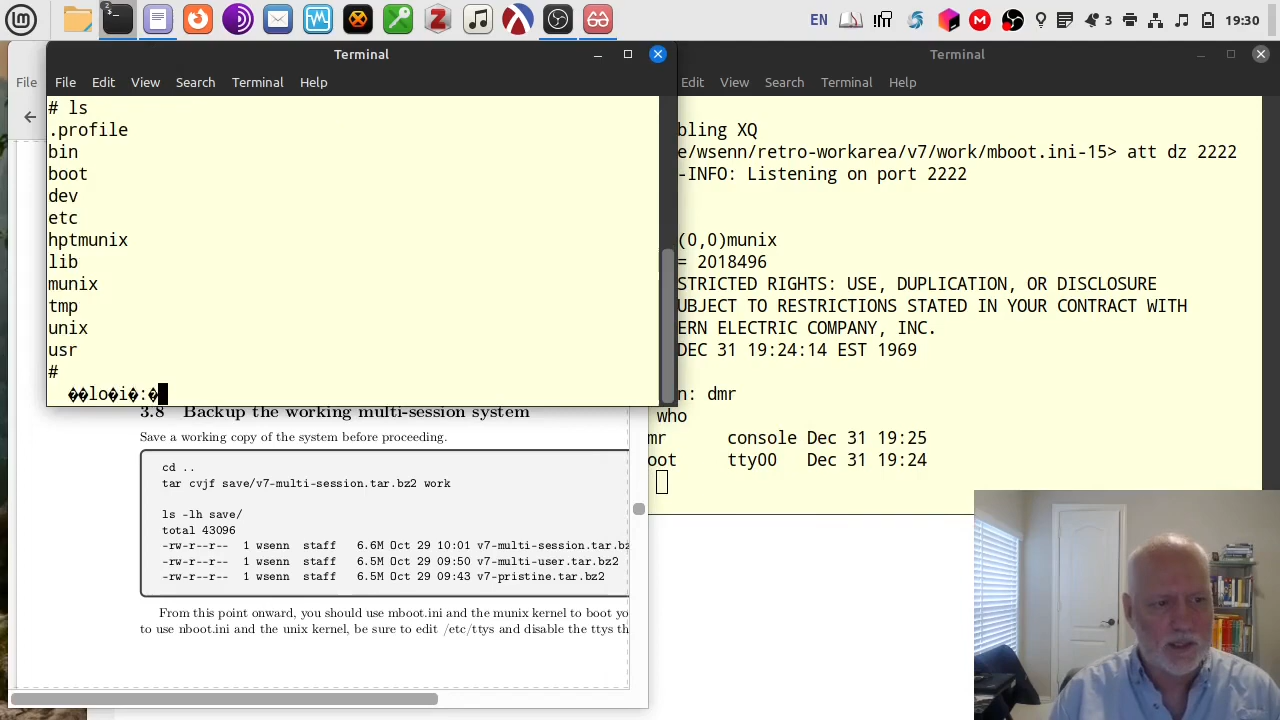 EN
3
19:30
Terminal
File Edit View Search Terminal Help
# ls
.profile
bin
boot
dev
etc
hptmunix
lib
munix
tmp
unix
usr
#
��lo�i�:�
File
Terminal
Edit View Search Terminal Help
bling XQ
e/wsenn/retro-workarea/v7/work/mboot.ini-15> att dz 2222
-INFO: Listening on port 2222
(0,0)munix
= 2018496
STRICTED RIGHTS: USE, DUPLICATION, OR DISCLOSURE
UBJECT TO RESTRICTIONS STATED IN YOUR CONTRACT WITH
ERN ELECTRIC COMPANY, INC.
DEC 31 19:24:14 EST 1969
n: dmr
who
mr console Dec 31 19:25
oot tty00 Dec 31 19:24
3.8 Backup the working multi-session system
Save a working copy of the system before proceeding.
cd ..
tar cvjf save/v7-multi-session.tar.bz2 work
ls -lh save/
total 43096
-rw-r--r-- 1 wsenn staff 6.6M Oct 29 10:01 v7-multi-session.tar.bz
-rw-r--r-- 1 wsenn staff 6.5M Oct 29 09:50 v7-multi-user.tar.bz2
-rw-r--r-- 1 wsenn staff 6.5M Oct 29 09:43 v7-pristine.tar.bz2
From this point onward, you should use mboot.ini and the munix kernel to boot yo
to use nboot.ini and the unix kernel, be sure to edit /etc/ttys and disable the ttys th